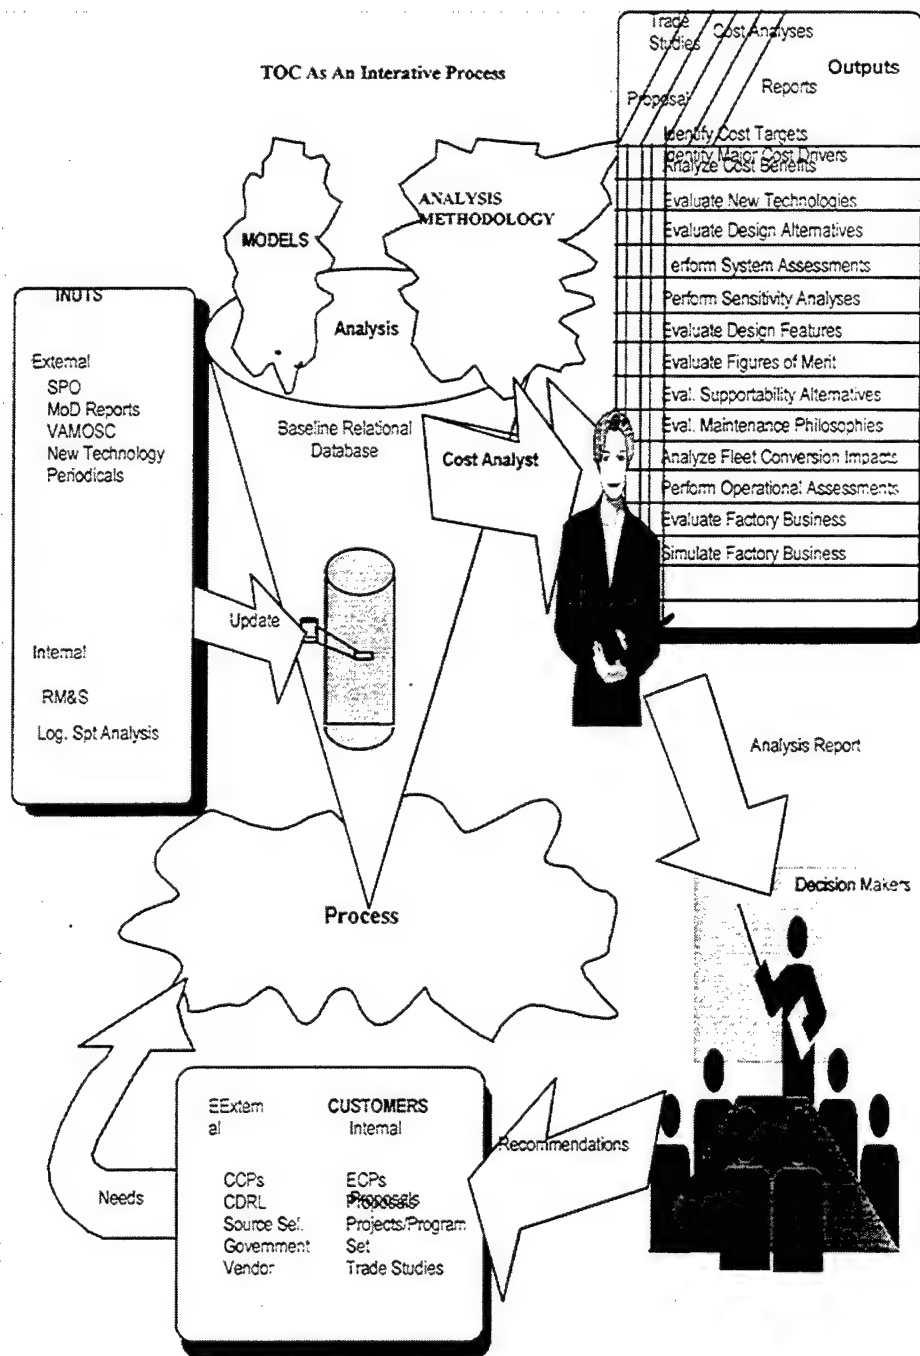 TOC As An Interative Process
Trade
Studies
Cost Analyses
Outputs
Reports
Proposal
Identify Cost Targets
Identify Major Cost Drivers
Analyze Cost Benefits
Evaluate New Technologies
Evaluate Design Alternatives
erform System Assessments
Perform Sensitivity Analyses
Evaluate Design Features
Evaluate Figures of Merit
Eval. Supportability Alternatives
Eval. Maintenance Philosophies
Analyze Fleet Conversion Impacts
Perform Operational Assessments
Evaluate Factory Business
Simulate Factory Business
MODELS
ANALYSIS
METHODOLOGY
Analysis
Baseline Relational
Database
Cost Analyst
INUTS
External
SPO
MoD Reports
VAMOSC
New Technology
Periodicals
Update
Internal
RM&S
Log. Spt Analysis
Analysis Report
Decision Makers
Process
EExtern
al
CCPs
CDRL
Source Sel.
Government
Vendor
CUSTOMERS
Internal
ECPs
Proposals
Projects/Program
Set
Trade Studies
Recommendations
Needs